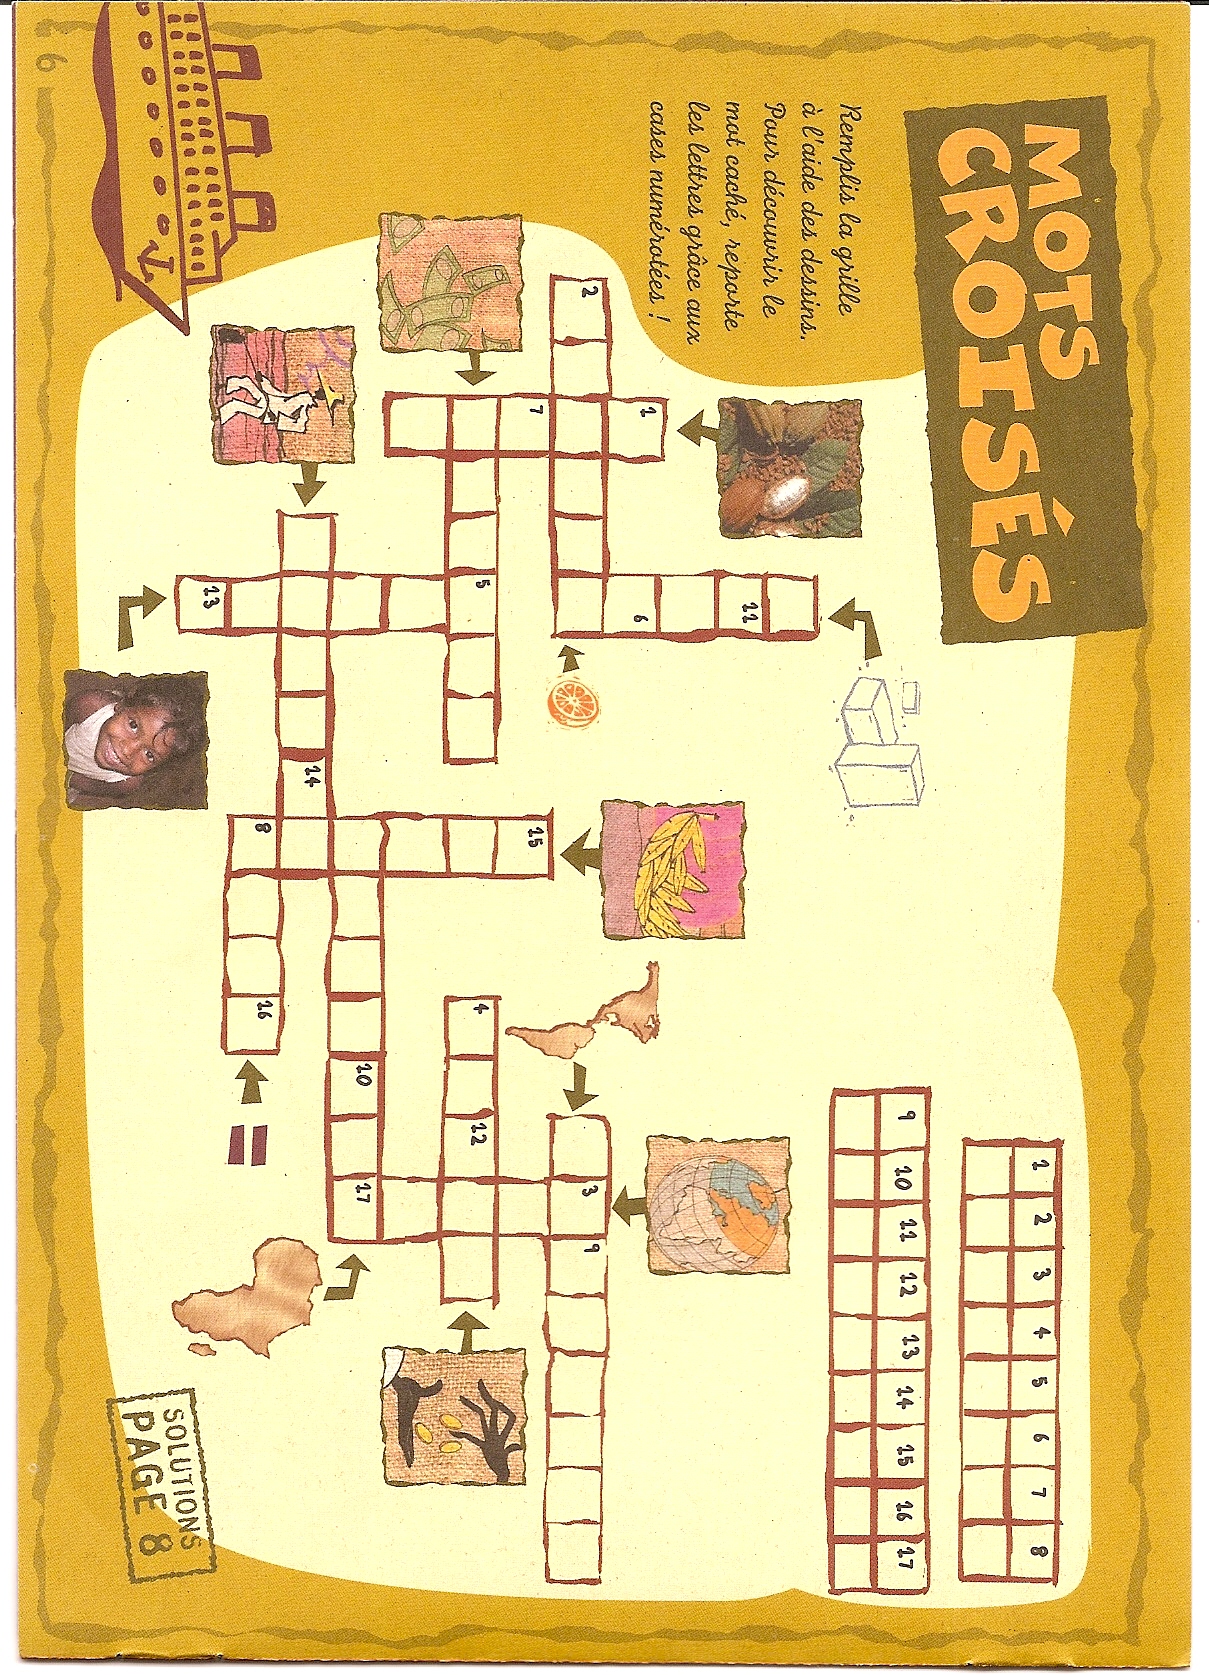 MOTS
CROISÉS
Remplis la grille
à l'aide des dessins.
Pour découvrir le
mot caché, reporte
les lettres grâce aux
cases numérotées !
1 2 3 4 5 6 7 8
9 10 11 12 13 14 15 16 17
11
1 6
2 3 9
7 15
5 4 12
10 17
14
8 16
13
=
SOLUTIONS
PAGE 8
26